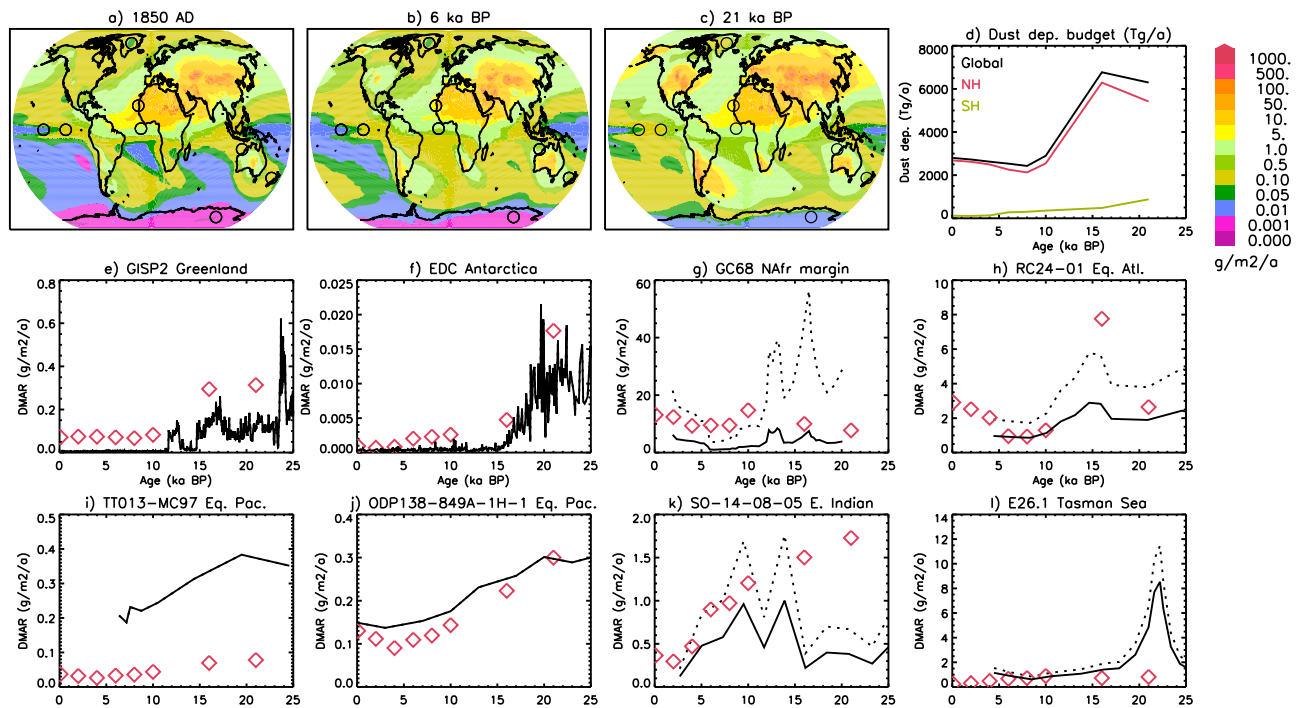 a) 1850 AD
b) 6 ka BP
c) 21 ka BP
d) Dust dep. budget (Tg/a)
Global
NH
SH
Dust dep. (Tg/a)
8000
6000
4000
2000
0
0 5 10 15 20 25
Age (ka BP)
1000.
500.
100.
50.
10.
5.
1.0
0.5
0.10
0.05
0.01
0.001
0.000
g/m2/a
e) GISP2 Greenland
DMAR (g/m2/a)
0.8
0.6
0.4
0.2
0.0
0 5 10 15 20 25
Age (ka BP)
f) EDC Antarctica
DMAR (g/m2/a)
0.025
0.020
0.015
0.010
0.005
0.000
0 5 10 15 20 25
Age (ka BP)
g) GC68 NAfr margin
DMAR (g/m2/a)
60
40
20
0
0 5 10 15 20 25
Age (ka BP)
h) RC24-01 Eq. Atl.
DMAR (g/m2/a)
10
8
6
4
2
0
0 5 10 15 20 25
Age (ka BP)
i) TT013-MC97 Eq. Pac.
DMAR (g/m2/a)
0.5
0.4
0.3
0.2
0.1
0.0
0 5 10 15 20 25
j) ODP138-849A-1H-1 Eq. Pac.
DMAR (g/m2/a)
0.4
0.3
0.2
0.1
0.0
0 5 10 15 20 25
k) SO-14-08-05 E. Indian
DMAR (g/m2/a)
2.0
1.5
1.0
0.5
0.0
0 5 10 15 20 25
l) E26.1 Tasman Sea
DMAR (g/m2/a)
14
12
10
8
6
4
2
0
0 5 10 15 20 25